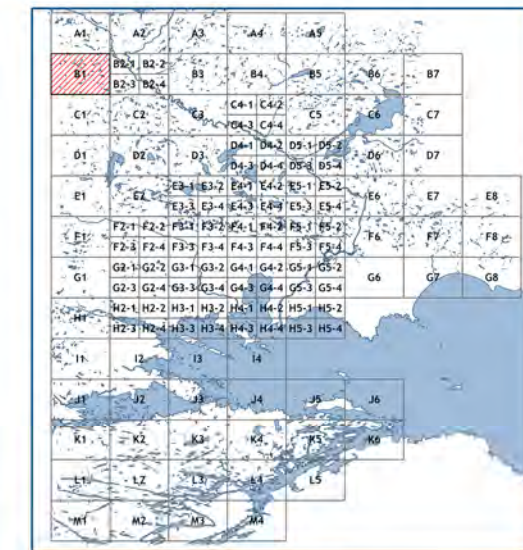 A1 A2 A3 A4 A5
B2-1 B2-2
B1 B3 B4 B5 B6 B7
B2-3 B2-4
C4-1 C4-2
C1 C2 C3 C5 C6 C7
C4-3 C4-4
D4-1 D4-2 D5-1 D5-2
D1 D2 D3 D6 D7
D4-3 D4-4 D5-3 D5-4
E3-1 E3-2 E4-1 E4-2 E5-1 E5-2
E1 E2 E6 E7 E8
E3-3 E3-4 E4-3 E4-4 E5-3 E5-4
F2-1 F2-2 F3-1 F3-2 F4-1 F4-2 F5-1 F5-2
F1 F6 F7 F8
F2-3 F2-4 F3-3 F3-4 F4-3 F4-4 F5-3 F5-4
G2-1 G2-2 G3-1 G3-2 G4-1 G4-2 G5-1 G5-2
G1 G6 G7 G8
G2-3 G2-4 G3-3 G3-4 G4-3 G4-4 G5-3 G5-4
H2-1 H2-2 H3-1 H3-2 H4-1 H4-2 H5-1 H5-2
H1
H2-3 H2-4 H3-3 H3-4 H4-3 H4-4 H5-3 H5-4
I1 I2 I3 I4
J1 J2 J3 J4 J5 J6
K1 K2 K3 K4 K5 K6
L1 L2 L3 L4 L5
M1 M2 M3 M4